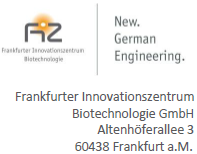 FiZ
Frankfurter Innovationszentrum
Biotechnologie
New.
German
Engineering.
Frankfurter Innovationszentrum
Biotechnologie GmbH
Altenhöferallee 3
60438 Frankfurt a.M.